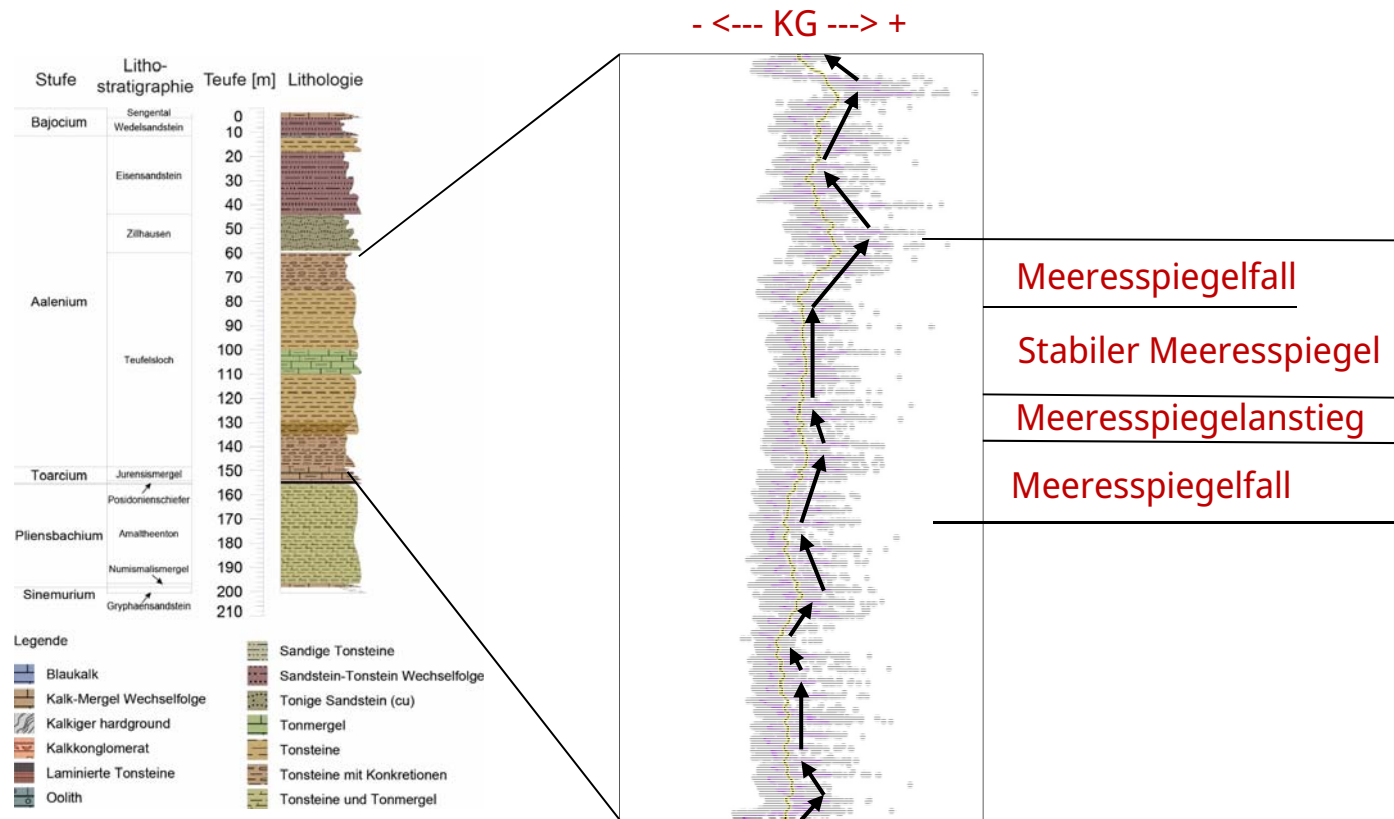 - <--- KG ---> +
Stufe
Litho-
stratigraphie
Teufe [m]
Lithologie
Bajocium
Aalenium
Toarcium
Pliensbachium
Sinemurium
Sengental
Wedelsandstein
Eisensandstein
Zillhausen
Teufelsloch
Jurensismergel
Posidonienschiefer
Amaltheenton
Numismalismergel
Gryphaensandstein
0
10
20
30
40
50
60
70
80
90
100
110
120
130
140
150
160
170
180
190
200
210
Meeresspiegelfall
Stabiler Meeresspiegel
Meeresspiegelanstieg
Meeresspiegelfall
Legende
Blaukalk
Kalk-Mergel Wechselfolge
Kalkiger hardground
Kalkkonglomerat
Lammierte Tonsteine
Oolith
Sandige Tonsteine
Sandstein-Tonstein Wechselfolge
Tonige Sandstein (cu)
Tonmergel
Tonsteine
Tonsteine mit Konkretionen
Tonsteine und Tonmergel